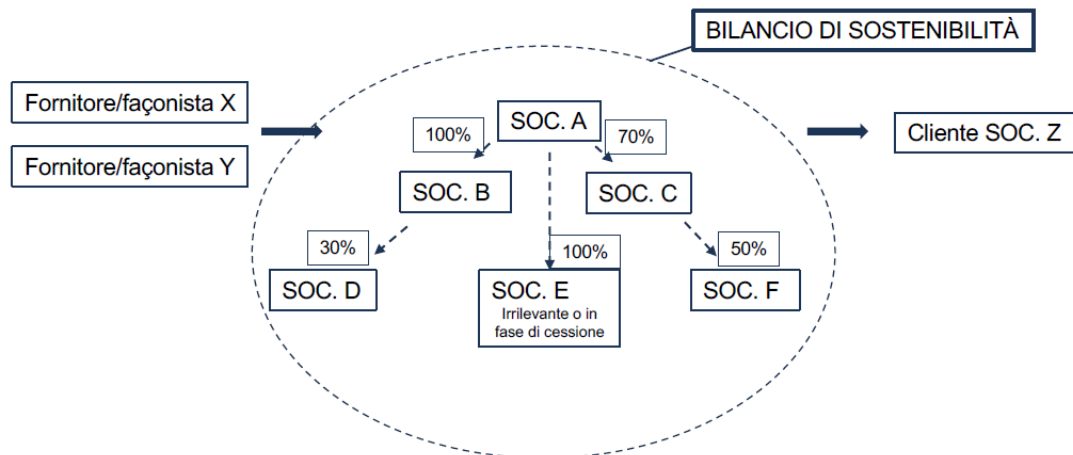 BILANCIO DI SOSTENIBILITÀ
Fornitore/façonista X
Fornitore/façonista Y
SOC. A
100%
70%
Cliente SOC. Z
SOC. B
SOC. C
30%
100%
50%
SOC. D
SOC. E
Irrilevante o in
fase di cessione
SOC. F